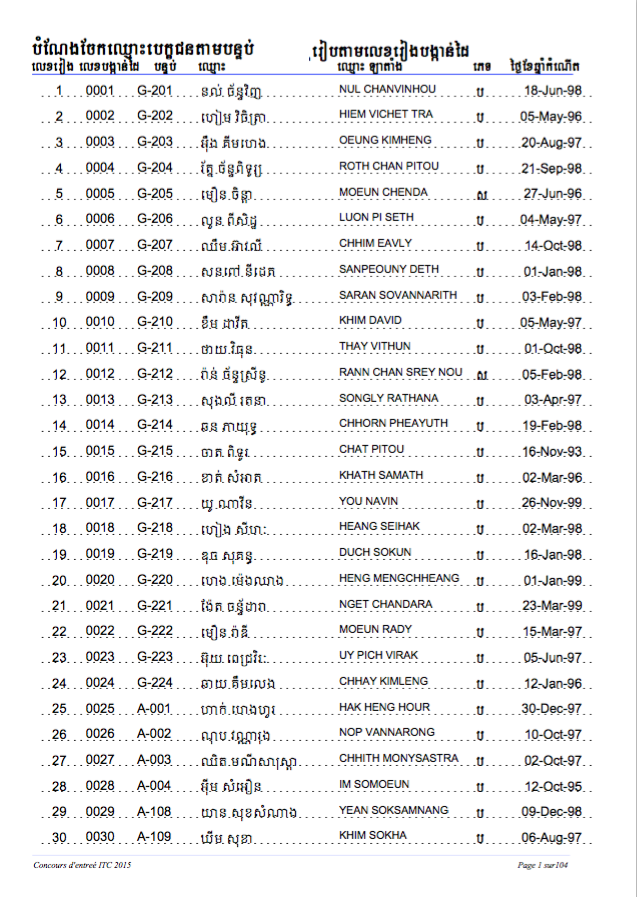 បំណែងចែកឈ្មោះបេក្ខជនតាមបន្ទប់ រៀបតាមលេខរៀងបង្កាន់ដៃ
លេខរៀង លេខបង្កាន់ដៃ បន្ទប់ ឈ្មោះ ឈ្មោះ ឡាតាំង ភេទ ថ្ងៃខែឆ្នាំកំណើត
1 0001 G-201 នល់ ច័ន្ទវិញ NUL CHANVINHOU ប 18-Jun-98
2 0002 G-202 ហៀម វិចិត្រា HIEM VICHET TRA ប 05-May-96
3 0003 G-203 អ៊ឹង គីមហេង OEUNG KIMHENG ប 20-Aug-97
4 0004 G-204 ច័ន្ទពិទូរ្យ ROTH CHAN PITOU ប 21-Sep-98
5 0005 G-205 មឿន ចិន្តា MOEUN CHENDA ស 27-Jun-96
6 0006 G-206 លួន ពីសិដ្ឋ LUON PI SETH ប 04-May-97
7 0007 G-207 ឈឹម អ៊ាវលី CHHIM EAVLY ប 14-Oct-98
8 0008 G-208 សនពៅ នីដេត SANPEOUNY DETH ប 01-Jan-98
9 0009 G-209 សារ៉ាន សុវណ្ណារិទ្ធ SARAN SOVANNARITH ប 03-Feb-98
10 0010 G-210 ខឹម ដាវីត KHIM DAVID ប 05-May-97
11 0011 G-211 ថាយ វិធុន THAY VITHUN ប 01-Oct-98
12 0012 G-212 រ៉ាន់ ច័ន្ទស្រីនូ RANN CHAN SREY NOU ស 05-Feb-98
13 0013 G-213 សុងលី រតនា SONGLY RATHANA ប 03-Apr-97
14 0014 G-214 ឆន ភាយុទ្ធ CHHORN PHEAYUTH ប 19-Feb-98
15 0015 G-215 ចាត ពិទូរ CHAT PITOU ប 16-Nov-93
16 0016 G-216 ខាត់ សំអាត KHATH SAMATH ប 02-Mar-96
17 0017 G-217 យូ ណាវីន YOU NAVIN ប 26-Nov-99
18 0018 G-218 ហៀង សីហៈ HEANG SEIHAK ប 02-Mar-98
19 0019 G-219 ឌុច សុគន្ធ DUCH SOKUN ប 16-Jan-98
20 0020 G-220 ហេង ម៉េងឈាង HENG MENGCHHEANG ប 01-Jan-99
21 0021 G-221 ង៉ែត ចន្ទ័ដារា NGET CHANDARA ប 23-Mar-99
22 0022 G-222 មឿន រ៉ាឌី MOEUN RADY ប 15-Mar-97
23 0023 G-223 អ៊ុយ ពេជ្រវិរៈ UY PICH VIRAK ប 05-Jun-97
24 0024 G-224 ឆាយ គឹមលេង CHHAY KIMLENG ប 12-Jan-96
25 0025 A-001 ហាក់ ហេងហួរ HAK HENG HOUR ប 30-Dec-97
26 0026 A-002 ណុប វណ្ណារុង NOP VANNARONG ប 10-Oct-97
27 0027 A-003 ឈិត មណីសាស្ត្រា CHHITH MONYSASTRA ប 02-Oct-97
28 0028 A-004 អ៊ឹម សំអឿន IM SOMOEUN ប 12-Oct-95
29 0029 A-108 យាន សុខសំណាង YEAN SOKSAMNANG ប 09-Dec-98
30 0030 A-109 ឃីម សុខា KHIM SOKHA ប 06-Aug-97
Concours d'entreé ITC 2015 Page 1 sur104